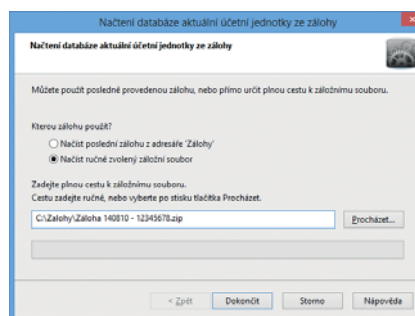 Načtení databáze aktuální účetní jednotky ze zálohy
Načtení databáze aktuální účetní jednotky ze zálohy
Můžete použít posledně provedenou zálohu, nebo přímo určit plnou cestu k záložnímu souboru.
Kterou zálohu použít?
Načíst poslední zálohu z adresáře 'Zálohy'
Načíst ručně zvolený záložní soubor
Zadejte plnou cestu k záložnímu souboru.
Cestu zadejte ručně, nebo vyberte po stisku tlačítka Procházet.
C:\Zalohy\Záloha 140810 - 12345678.zip
Procházet...
< Zpět
Dokončit
Storno
Nápověda